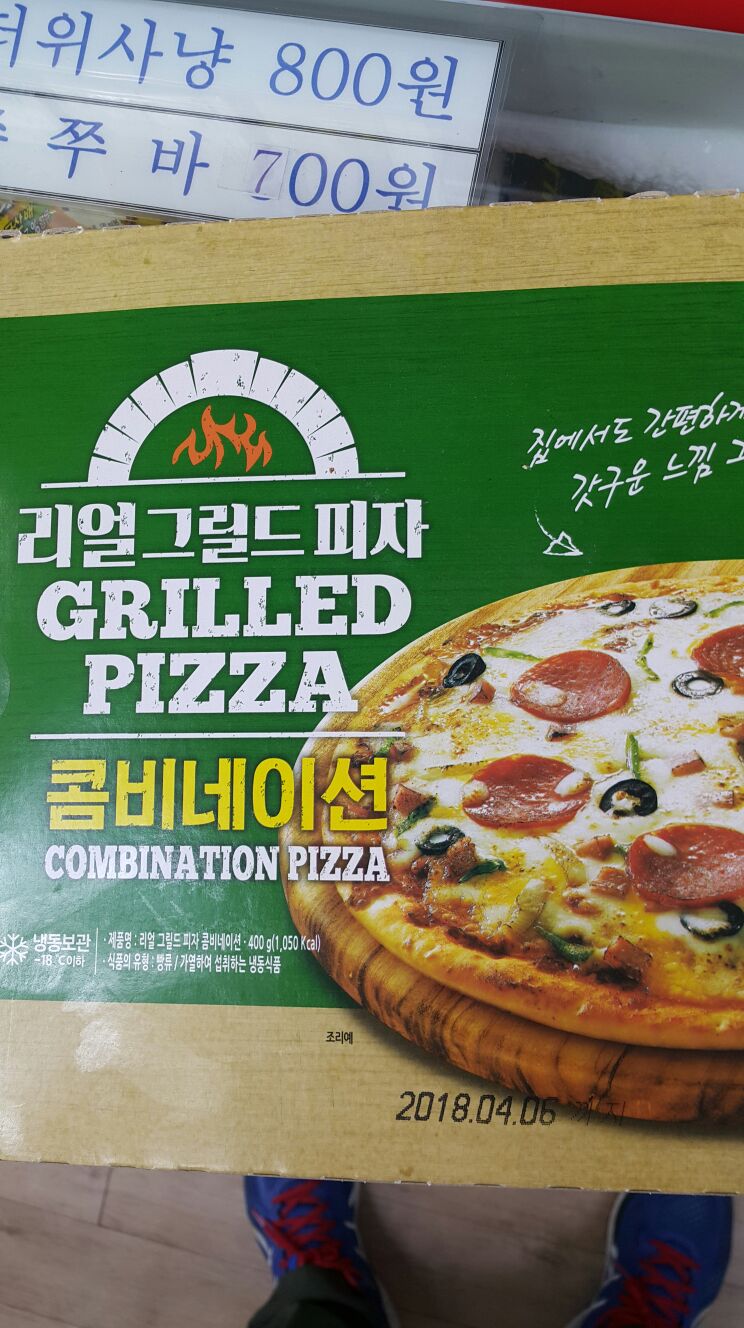 더위사냥 800원
쭈 바 700원
집에서도 간편하게
갓구운 느낌
리얼 그릴드 피자
GRILLED
PIZZA
콤비네이션
COMBINATION PIZZA
냉동보관
-18 ℃이하
· 제품명 : 리얼 그릴드 피자 콤비네이션 · 400 g(1,050 Kcal)
· 식품의 유형 : 빵류 / 가열하여 섭취하는 냉동식품
조리예
2018.04.06 까지